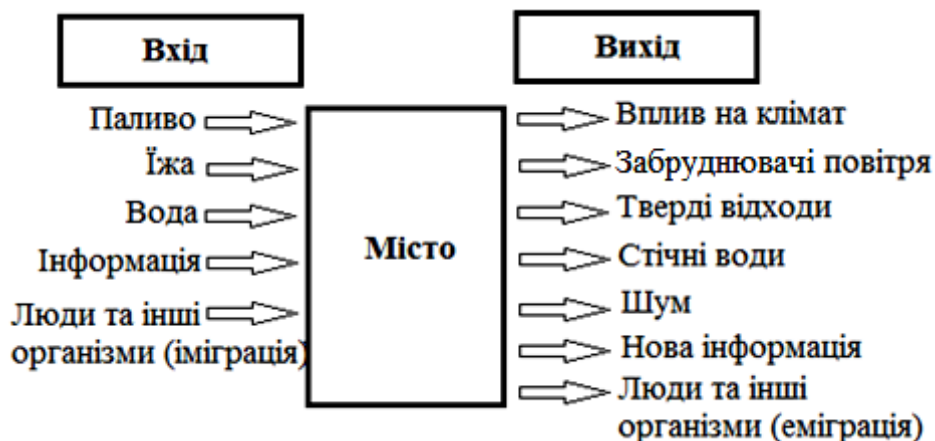 Вхід
Вихід
Паливо
Їжа
Вода
Інформація
Люди та інші
організми (іміграція)
Місто
Вплив на клімат
Забруднювачі повітря
Тверді відходи
Стічні води
Шум
Нова інформація
Люди та інші
організми (еміграція)